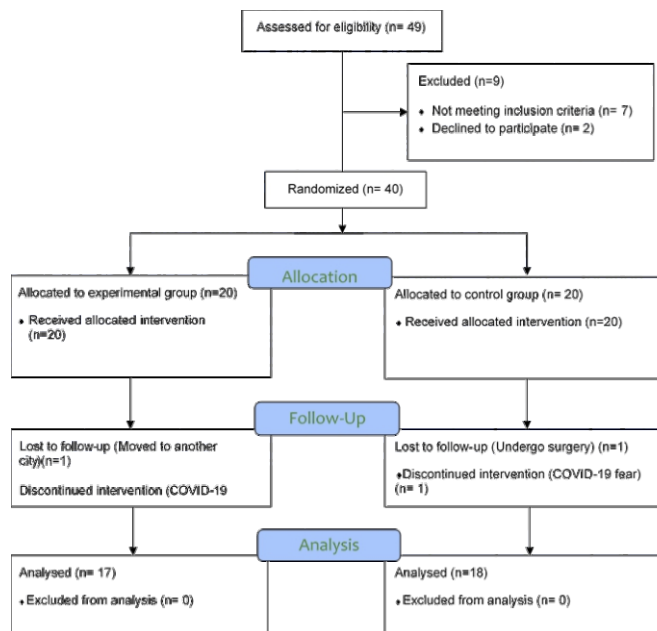 Assessed for eligibility (n= 49)
Excluded (n=9)
♦ Not meeting inclusion criteria (n= 7)
♦ Declined to participate (n= 2)
Randomized (n= 40)
Allocation
Allocated to experimental group (n=20)
♦ Received allocated intervention
(n=20)
Allocated to control group (n= 20)
♦ Received allocated intervention (n=20)
Follow-Up
Lost to follow-up (Moved to another
city)(n=1)
Discontinued intervention (COVID-19
Lost to follow-up (Undergo surgery) (n=1)
♦Discontinued intervention (COVID-19 fear)
(n= 1)
Analysis
Analysed (n= 17)
♦Excluded from analysis (n= 0)
Analysed (n=18)
♦Excluded from analysis (n= 0)